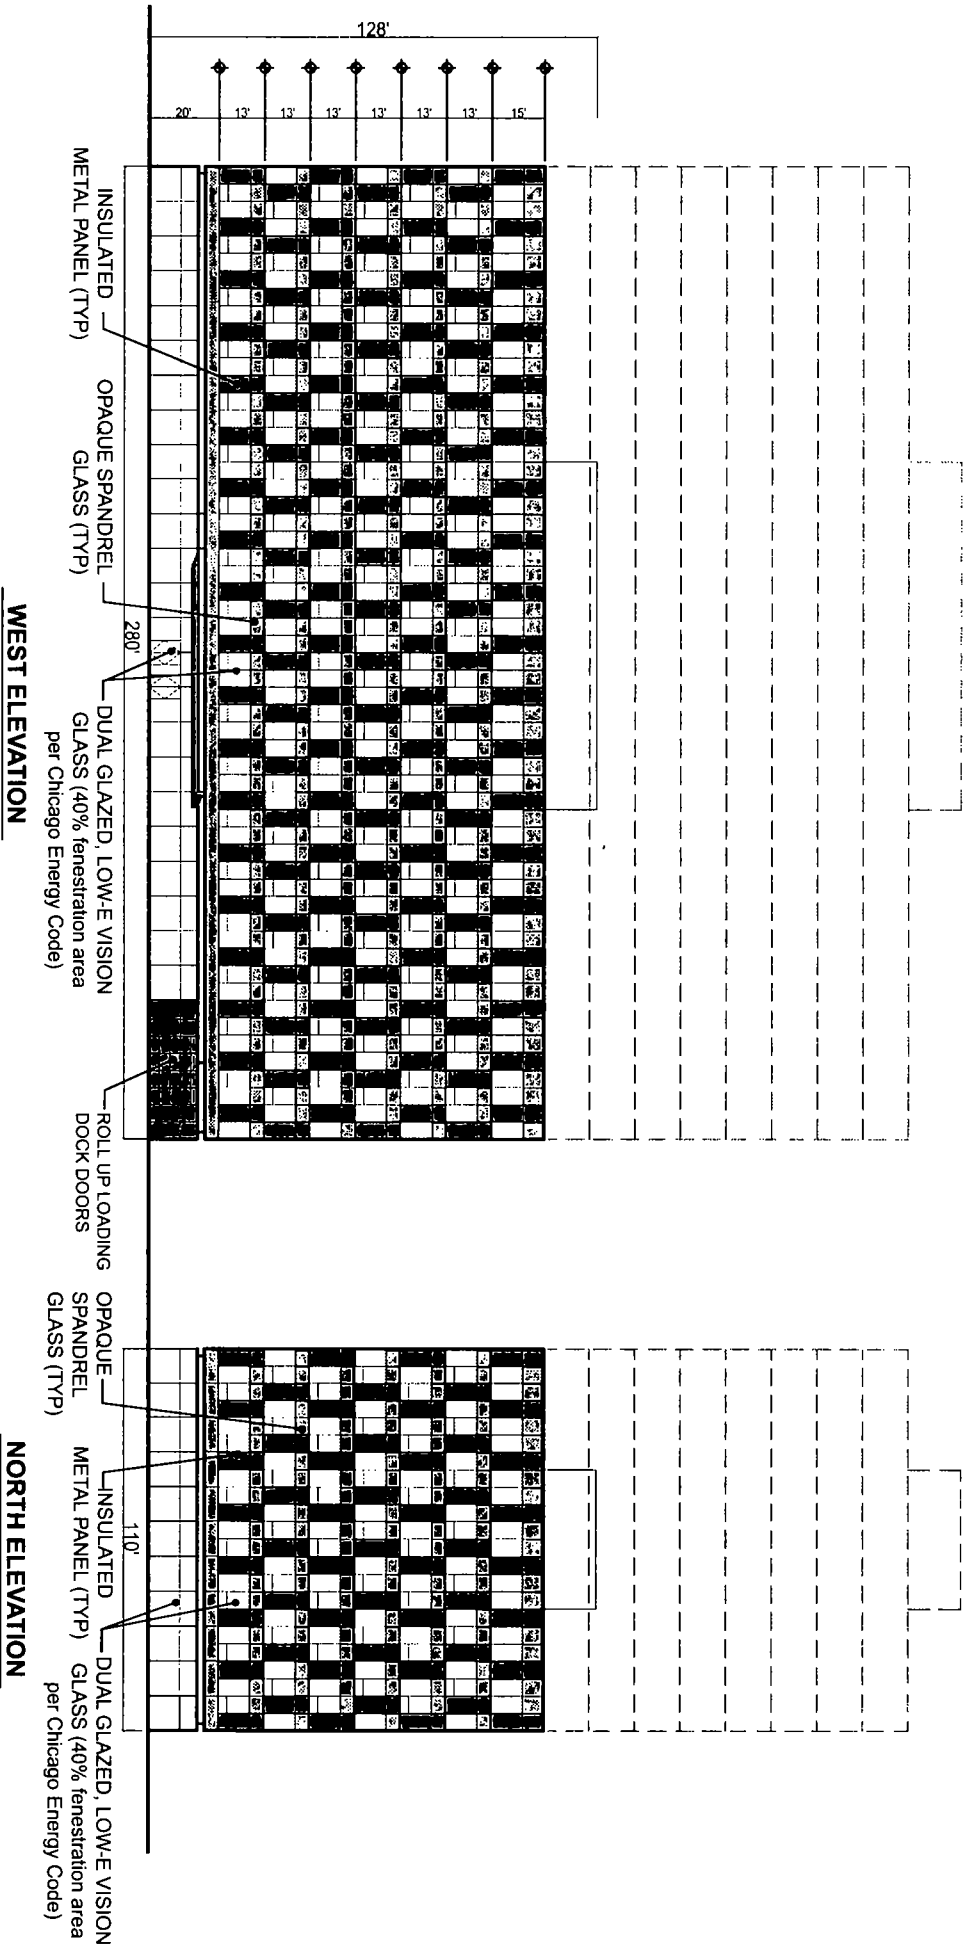 128'
20'
13'
13'
13'
13'
13'
13'
15'
INSULATED
METAL PANEL (TYP)
OPAQUE SPANDREL
GLASS (TYP)
280'
DUAL GLAZED, LOW-E VISION
GLASS (40% fenestration area
per Chicago Energy Code)
ROLL UP LOADING
DOCK DOORS
WEST ELEVATION
OPAQUE
SPANDREL
GLASS (TYP)
INSULATED
METAL PANEL (TYP)
110'
DUAL GLAZED, LOW-E VISION
GLASS (40% fenestration area
per Chicago Energy Code)
NORTH ELEVATION